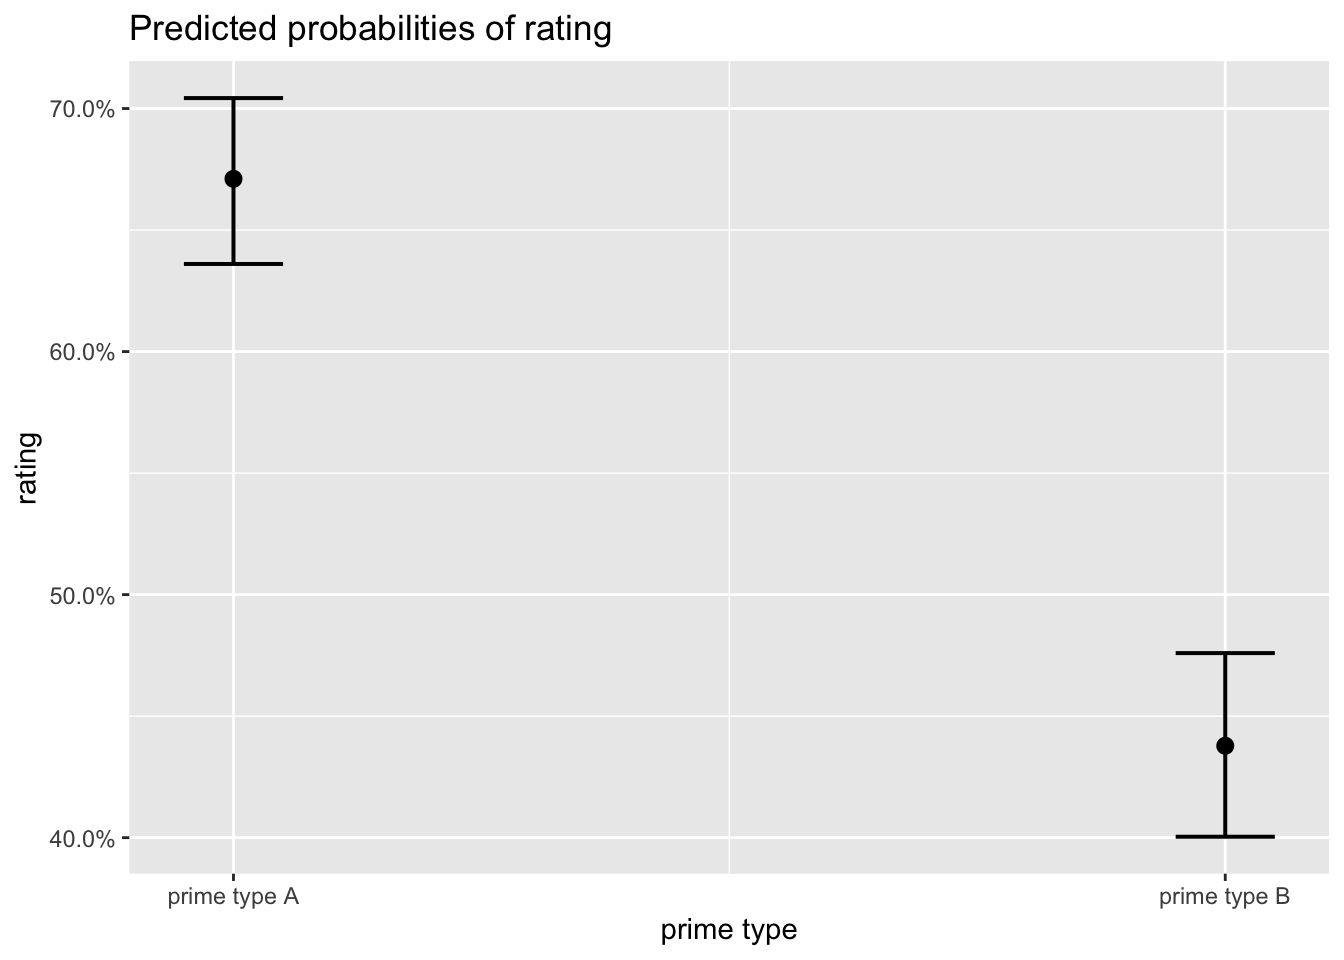 Predicted probabilities of rating
70.0%
60.0%
50.0%
40.0%
rating
prime type A
prime type B
prime type